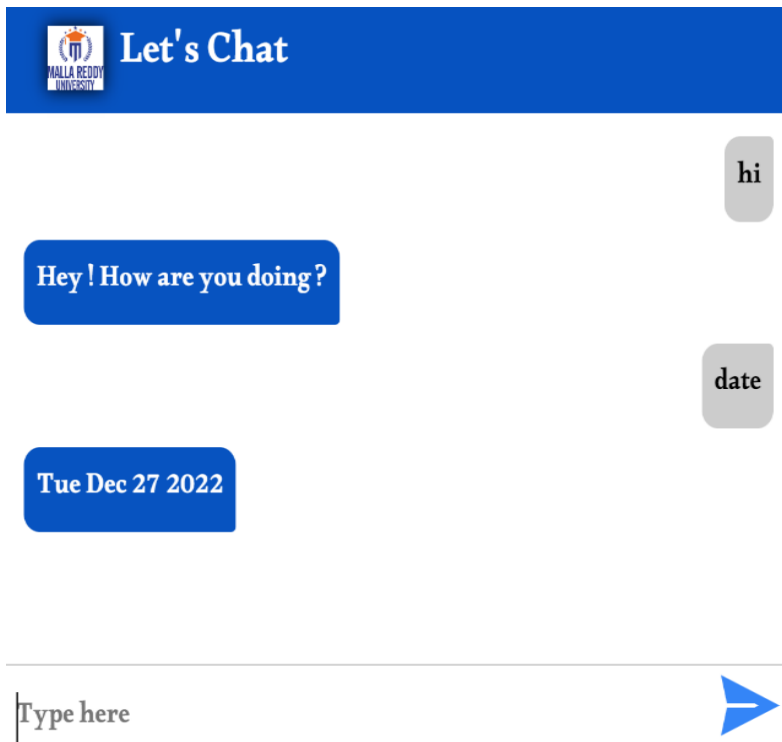 Let's Chat
MALLA REDDY
UNIVERSITY
hi
Hey ! How are you doing ?
date
Tue Dec 27 2022
Type here